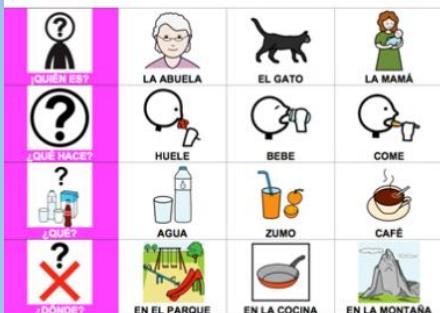 ¿QUIÉN ES? LA ABUELA EL GATO LA MAMÁ
¿QUÉ HACE? HUELE BEBE COME
¿QUÉ? AGUA ZUMO CAFÉ
¿DÓNDE? EN EL PARQUE EN LA COCINA EN LA MONTAÑA